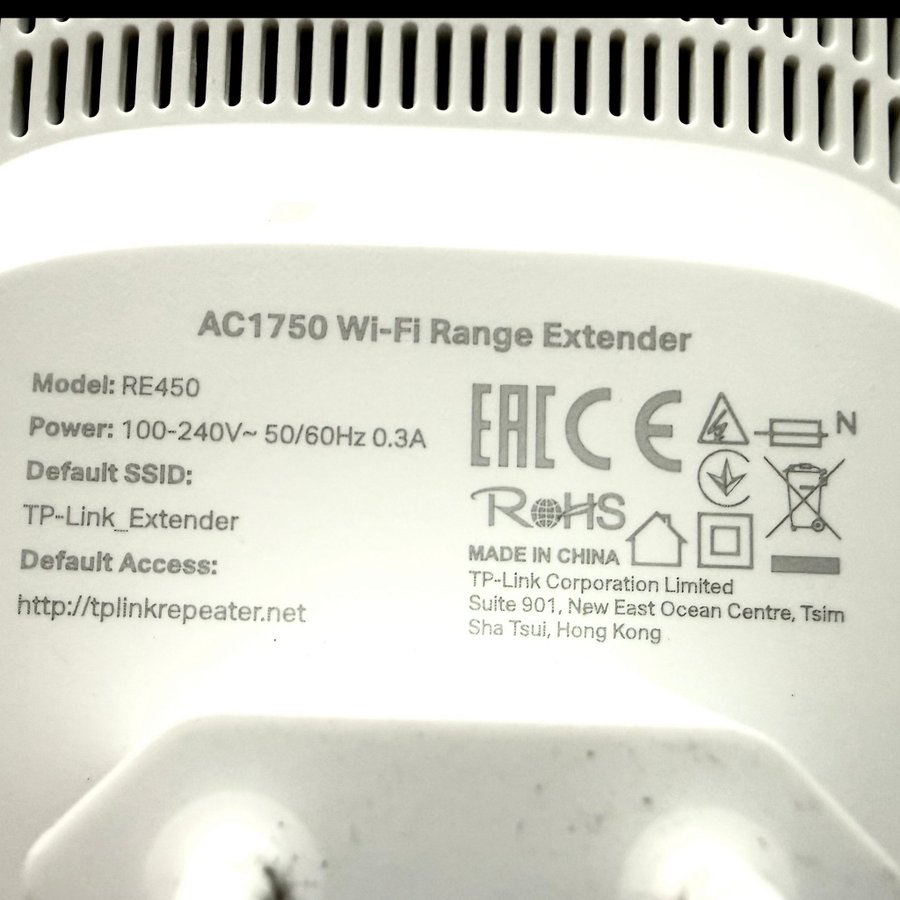 AC1750 Wi-Fi Range Extender
Model: RE450
Power: 100-240V~ 50/60Hz 0.3A
Default SSID:
TP-Link_Extender
Default Access:
http://tplinkrepeater.net
EAC CE N
RoHS
MADE IN CHINA
TP-Link Corporation Limited
Suite 901, New East Ocean Centre, Tsim
Sha Tsui, Hong Kong